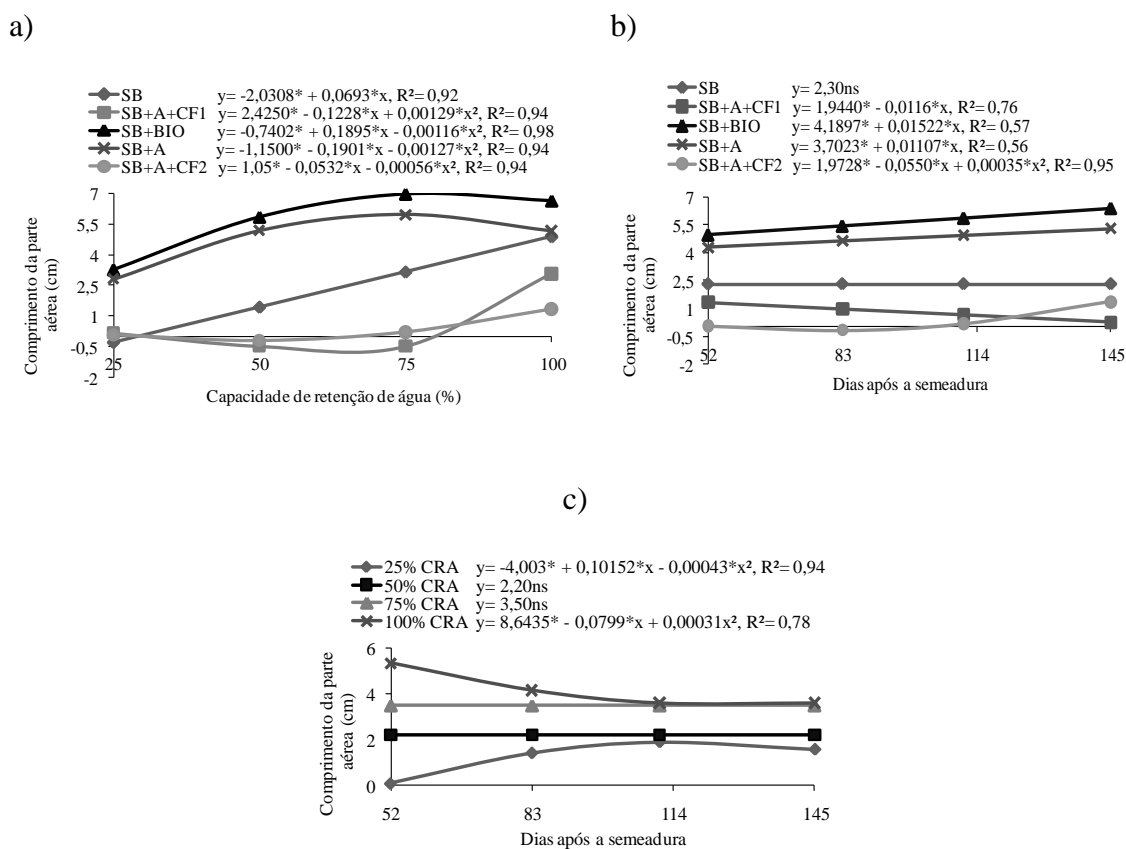 a)
SB y= -2,0308* + 0,0693*x, R²= 0,92
SB+A+CF1 y= 2,4250* - 0,1228*x + 0,00129*x², R²= 0,94
SB+BIO y= -0,7402* + 0,1895*x - 0,00116*x², R²= 0,98
SB+A y= -1,1500* - 0,1901*x - 0,00127*x², R²= 0,94
SB+A+CF2 y= 1,05* - 0,0532*x - 0,00056*x², R²= 0,94
Comprimento da parte
aérea (cm)
7
5,5
4
2,5
1
-0,5
-2
25 50 75 100
Capacidade de retenção de água (%)
b)
SB y= 2,30ns
SB+A+CF1 y= 1,9440* - 0,0116*x, R²= 0,76
SB+BIO y= 4,1897* + 0,01522*x, R²= 0,57
SB+A y= 3,7023* + 0,01107*x, R²= 0,56
SB+A+CF2 y= 1,9728* - 0,0550*x + 0,00035*x², R²= 0,95
Comprimento da parte
aérea (cm)
7
5,5
4
2,5
1
-0,5
-2
52 83 114 145
Dias após a semeadura
c)
25% CRA y= -4,003* + 0,10152*x - 0,00043*x², R²= 0,94
50% CRA y= 2,20ns
75% CRA y= 3,50ns
100% CRA y= 8,6435* - 0,0799*x + 0,00031x², R²= 0,78
Comprimento da parte
aérea (cm)
6
4
2
0
52 83 114 145
Dias após a semeadura